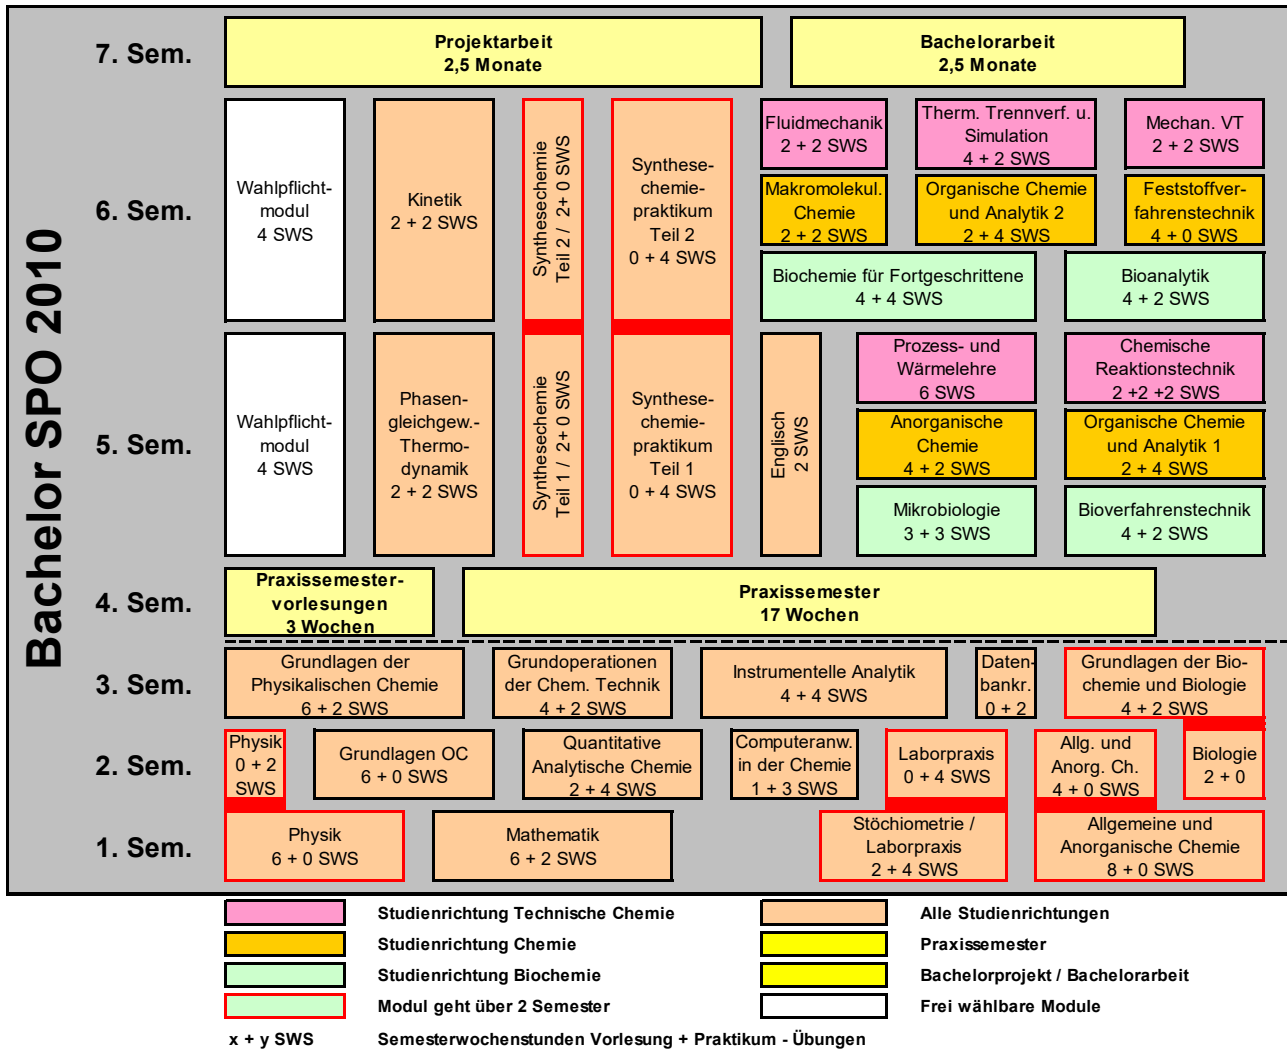 Bachelor SPO 2010
7. Sem.
Projektarbeit
2,5 Monate
Bachelorarbeit
2,5 Monate
6. Sem.
Wahlpflicht-
modul
4 SWS
Kinetik
2 + 2 SWS
Synthesechemie
Teil 2 / 2+ 0 SWS
Synthese-
chemie-
praktikum
Teil 2
0 + 4 SWS
Fluidmechanik
2 + 2 SWS
Therm. Trennverf. u.
Simulation
4 + 2 SWS
Mechan. VT
2 + 2 SWS
Makromolekul.
Chemie
2 + 2 SWS
Organische Chemie
und Analytik 2
2 + 4 SWS
Feststoffver-
fahrenstechnik
4 + 0 SWS
Biochemie für Fortgeschrittene
4 + 4 SWS
Bioanalytik
4 + 2 SWS
5. Sem.
Wahlpflicht-
modul
4 SWS
Phasen-
gleichgew.-
Thermo-
dynamik
2 + 2 SWS
Synthesechemie
Teil 1 / 2+ 0 SWS
Synthese-
chemie-
praktikum
Teil 1
0 + 4 SWS
Englisch
2 SWS
Prozess- und
Wärmelehre
6 SWS
Chemische
Reaktionstechnik
2 +2 +2 SWS
Anorganische
Chemie
4 + 2 SWS
Organische Chemie
und Analytik 1
2 + 4 SWS
Mikrobiologie
3 + 3 SWS
Bioverfahrenstechnik
4 + 2 SWS
4. Sem.
Praxissemester-
vorlesungen
3 Wochen
Praxissemester
17 Wochen
3. Sem.
Grundlagen der
Physikalischen Chemie
6 + 2 SWS
Grundoperationen
der Chem. Technik
4 + 2 SWS
Instrumentelle Analytik
4 + 4 SWS
Daten-
bankr.
0 + 2
Grundlagen der Bio-
chemie und Biologie
4 + 2 SWS
2. Sem.
Physik
0 + 2
SWS
Grundlagen OC
6 + 0 SWS
Quantitative
Analytische Chemie
2 + 4 SWS
Computeranw.
in der Chemie
1 + 3 SWS
Laborpraxis
0 + 4 SWS
Allg. und
Anorg. Ch.
4 + 0 SWS
Biologie
2 + 0
1. Sem.
Physik
6 + 0 SWS
Mathematik
6 + 2 SWS
Stöchiometrie /
Laborpraxis
2 + 4 SWS
Allgemeine und
Anorganische Chemie
8 + 0 SWS
Studienrichtung Technische Chemie
Alle Studienrichtungen
Studienrichtung Chemie
Praxissemester
Studienrichtung Biochemie
Bachelorprojekt / Bachelorarbeit
Modul geht über 2 Semester
Frei wählbare Module
x + y SWS Semesterwochenstunden Vorlesung + Praktikum - Übungen